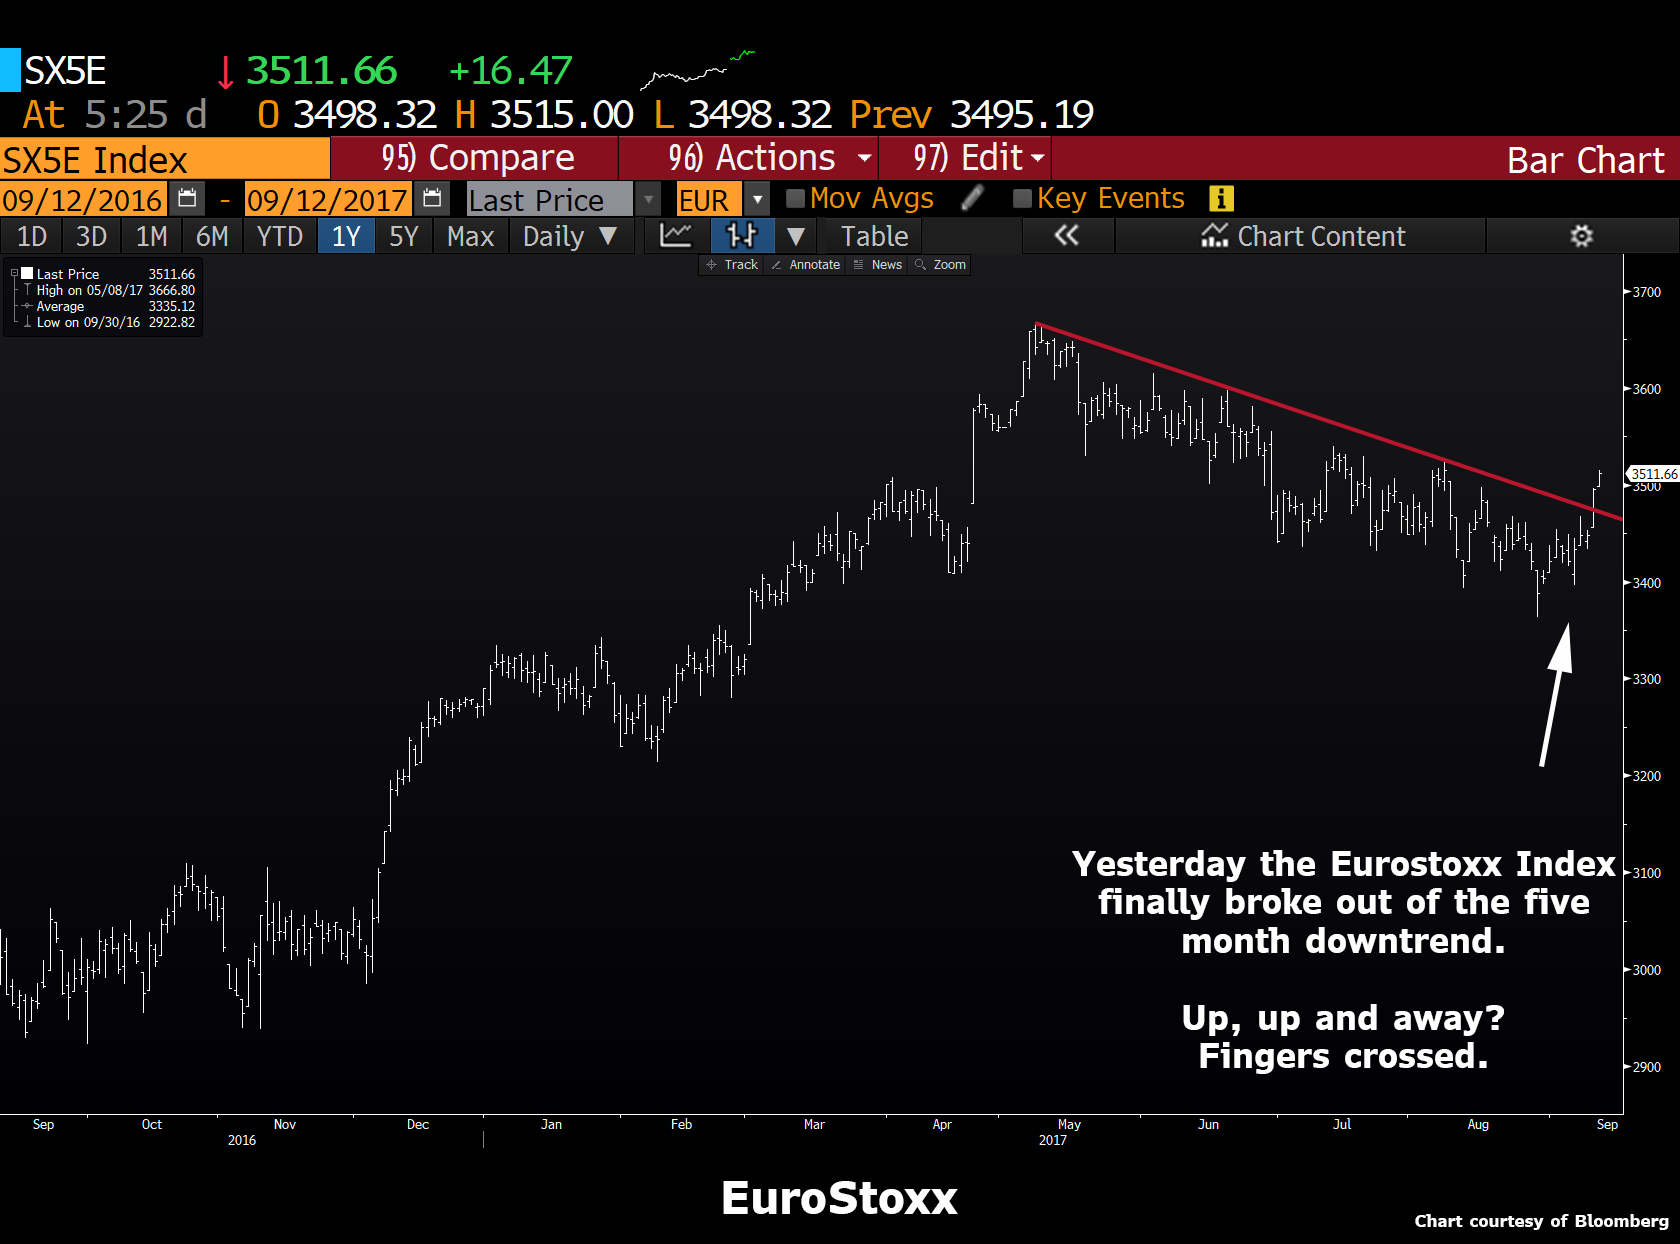 SX5E ↓ 3511.66 +16.47
At 5:25 d O 3498.32 H 3515.00 L 3498.32 Prev 3495.19
SX5E Index 95) Compare 96) Actions 97) Edit Bar Chart
09/12/2016 - 09/12/2017 Last Price EUR Mov Avgs Key Events i
1D 3D 1M 6M YTD 1Y 5Y Max Daily ▼ ▼ Table « Chart Content
Track Annotate News Zoom
Last Price 3511.66
High on 05/08/17 3666.80
Average 3335.12
Low on 09/30/16 2922.82
3700
3600
3511.66
3500
3400
3300
3200
3100
3000
2900
Yesterday the Eurostoxx Index
finally broke out of the five
month downtrend.
Up, up and away?
Fingers crossed.
Sep Oct Nov Dec Jan Feb Mar Apr May Jun Jul Aug Sep
2016 2017
EuroStoxx
Chart courtesy of Bloomberg